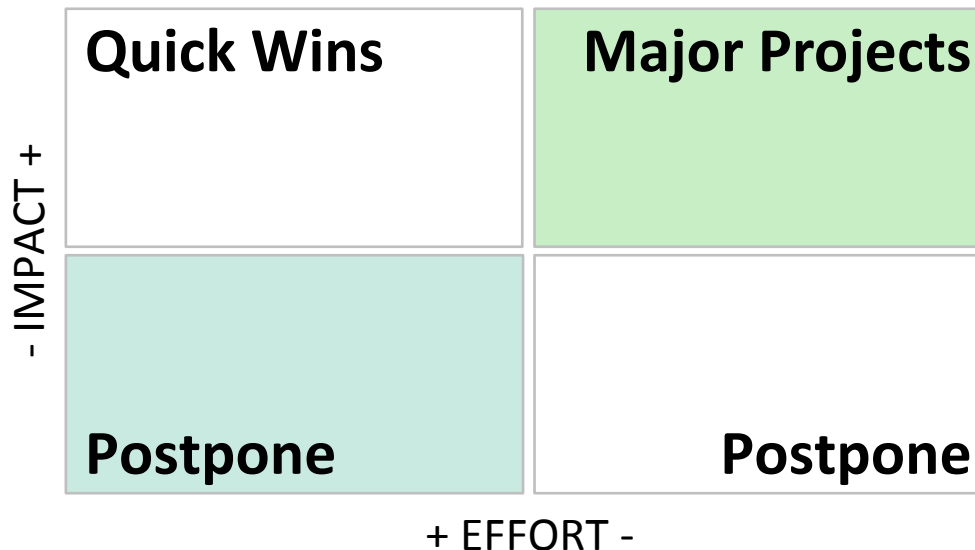 Quick Wins
Major Projects
- IMPACT +
Postpone
Postpone
+ EFFORT -